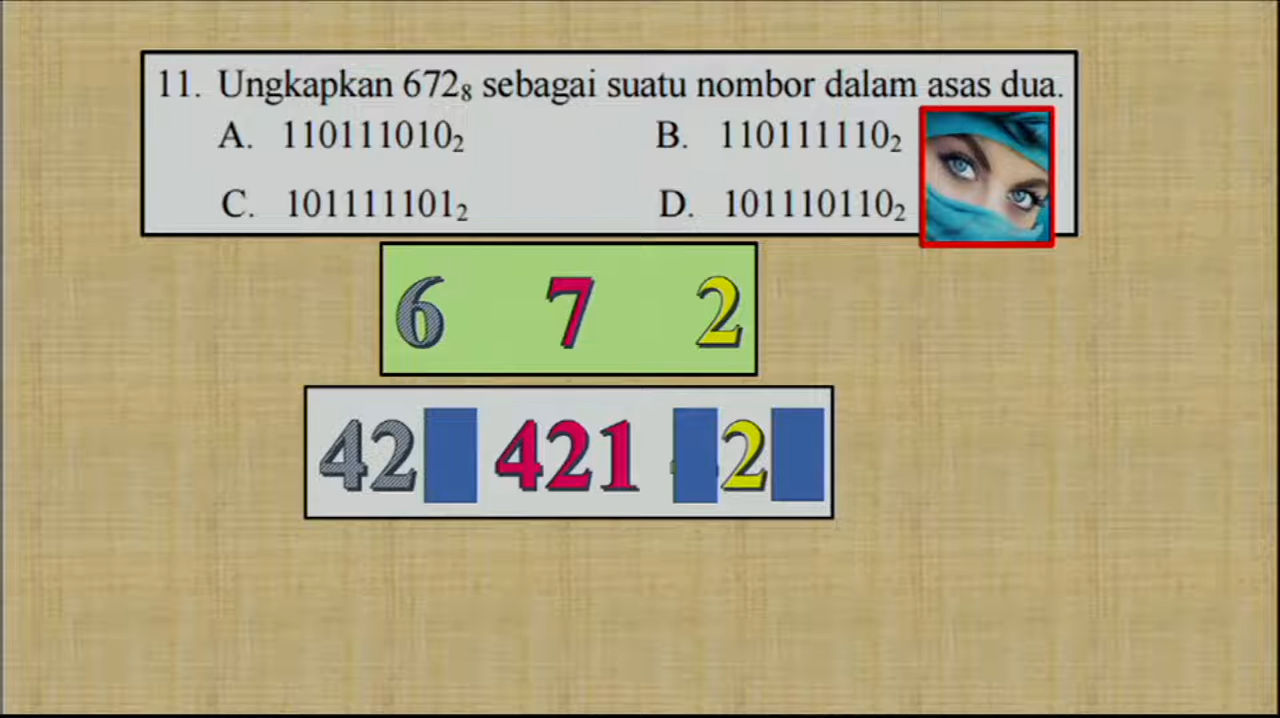 11. Ungkapkan 672₈ sebagai suatu nombor dalam asas dua.
A. 110111010₂ B. 110111110₂
C. 101111101₂ D. 101110110₂
6 7 2
42 421 2